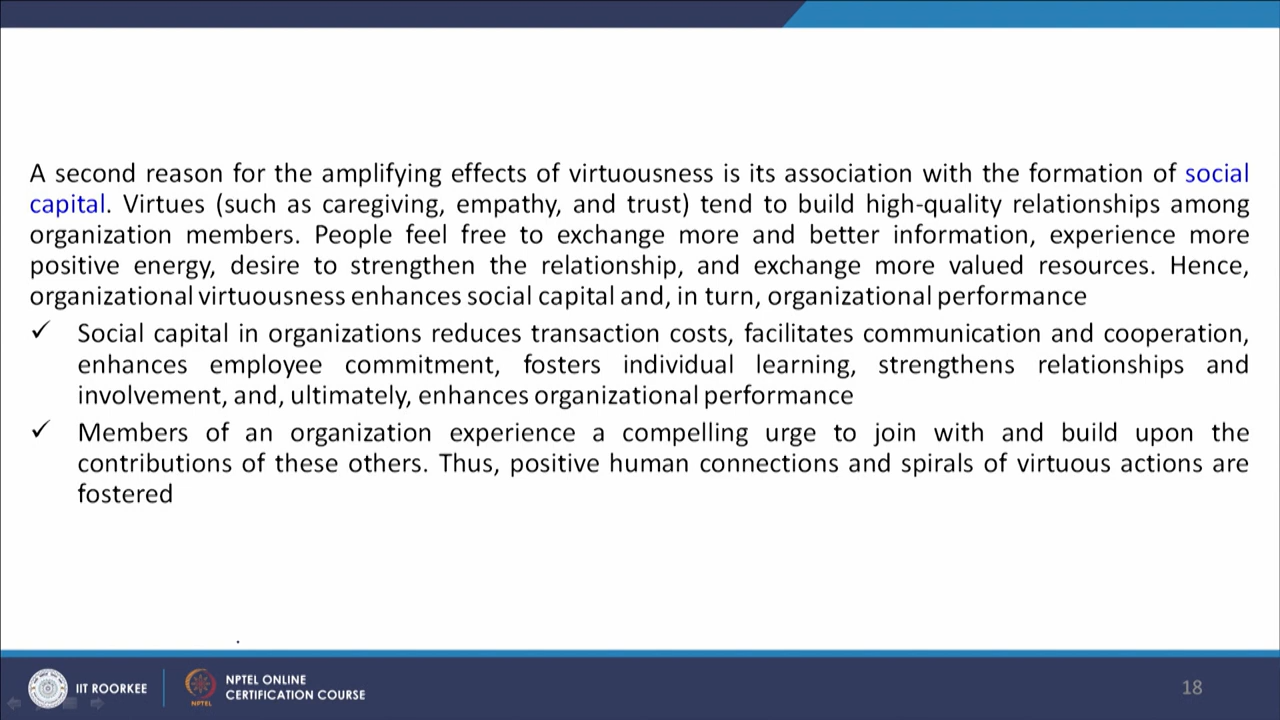 A second reason for the amplifying effects of virtuousness is its association with the formation of social
capital. Virtues (such as caregiving, empathy, and trust) tend to build high-quality relationships among
organization members. People feel free to exchange more and better information, experience more
positive energy, desire to strengthen the relationship, and exchange more valued resources. Hence,
organizational virtuousness enhances social capital and, in turn, organizational performance
✓ Social capital in organizations reduces transaction costs, facilitates communication and cooperation,
enhances employee commitment, fosters individual learning, strengthens relationships and
involvement, and, ultimately, enhances organizational performance
✓ Members of an organization experience a compelling urge to join with and build upon the
contributions of these others. Thus, positive human connections and spirals of virtuous actions are
fostered
.
IIT ROORKEE
NPTEL
NPTEL ONLINE
CERTIFICATION COURSE
18